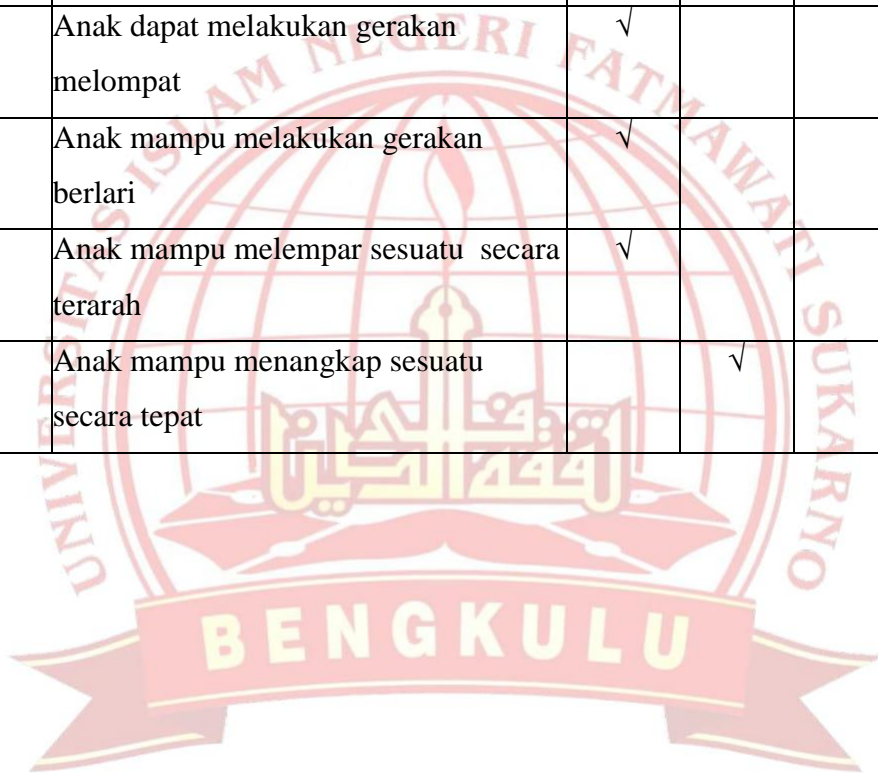 Anak dapat melakukan gerakan √
melompat
Anak mampu melakukan gerakan √
berlari
Anak mampu melempar sesuatu secara √
terarah
Anak mampu menangkap sesuatu √
secara tepat
UNIVERSITAS ISLAM NEGERI FATMAWATI SUKARNO
BENGKULU